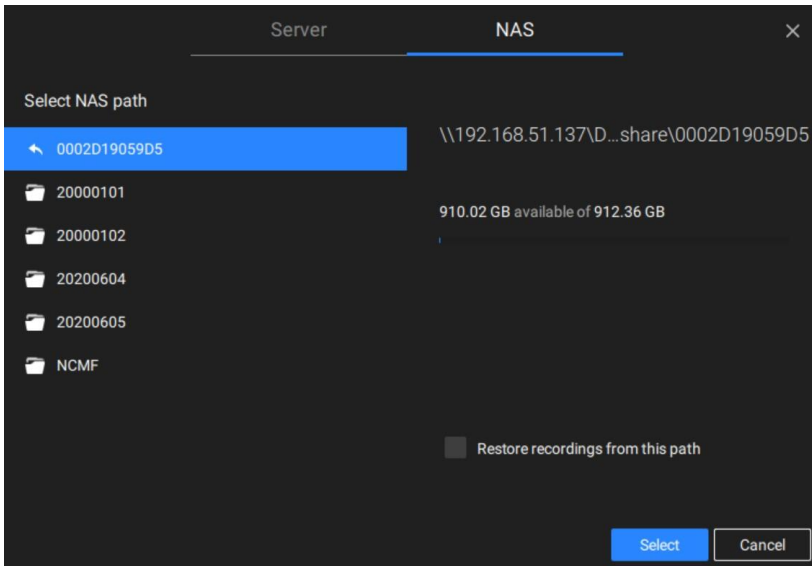 Server
NAS
Select NAS path
0002D19059D5
20000101
20000102
20200604
20200605
NCMF
\\192.168.51.137\D...share\0002D19059D5
910.02 GB available of 912.36 GB
Restore recordings from this path
Select
Cancel